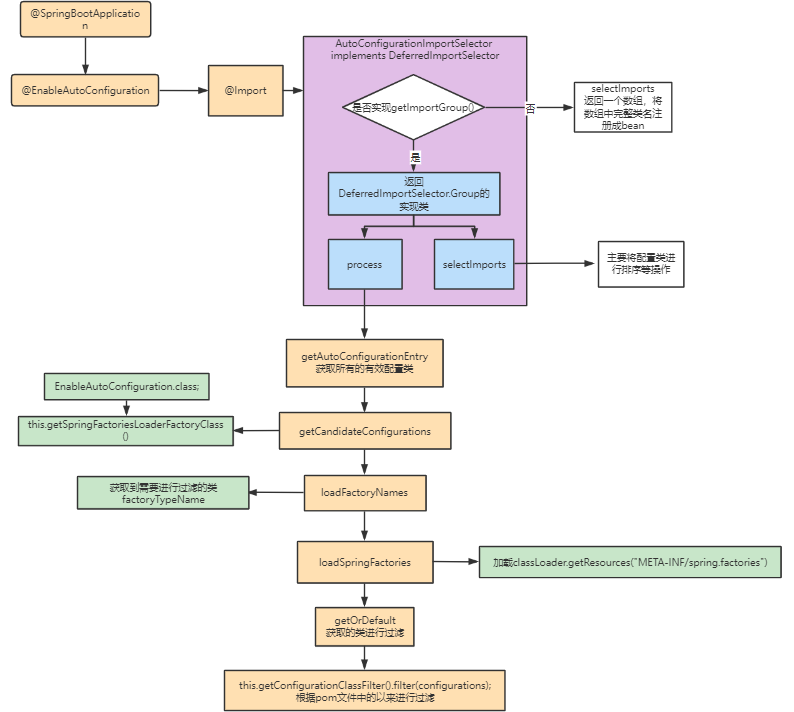 @SpringBootApplicatio
n
@EnableAutoConfiguration
@Import
AutoConfigurationImportSelector
implements DeferredImportSelector
是否实现getImportGroup()
否
selectImports
返回一个数组，将
数组中完整类名注
册成bean
是
返回
DeferredImportSelector.Group的
实现类
process
selectImports
主要将配置类进
行排序等操作
getAutoConfigurationEntry
获取所有的有效配置类
EnableAutoConfiguration.class;
this.getSpringFactoriesLoaderFactoryClass
()
getCandidateConfigurations
获取到需要进行过滤的类
factoryTypeName
loadFactoryNames
loadSpringFactories
加载classLoader.getResources("META-INF/spring.factories")
getOrDefault
获取的类进行过滤
this.getConfigurationClassFilter().filter(configurations);
根据pom文件中的以来进行过滤